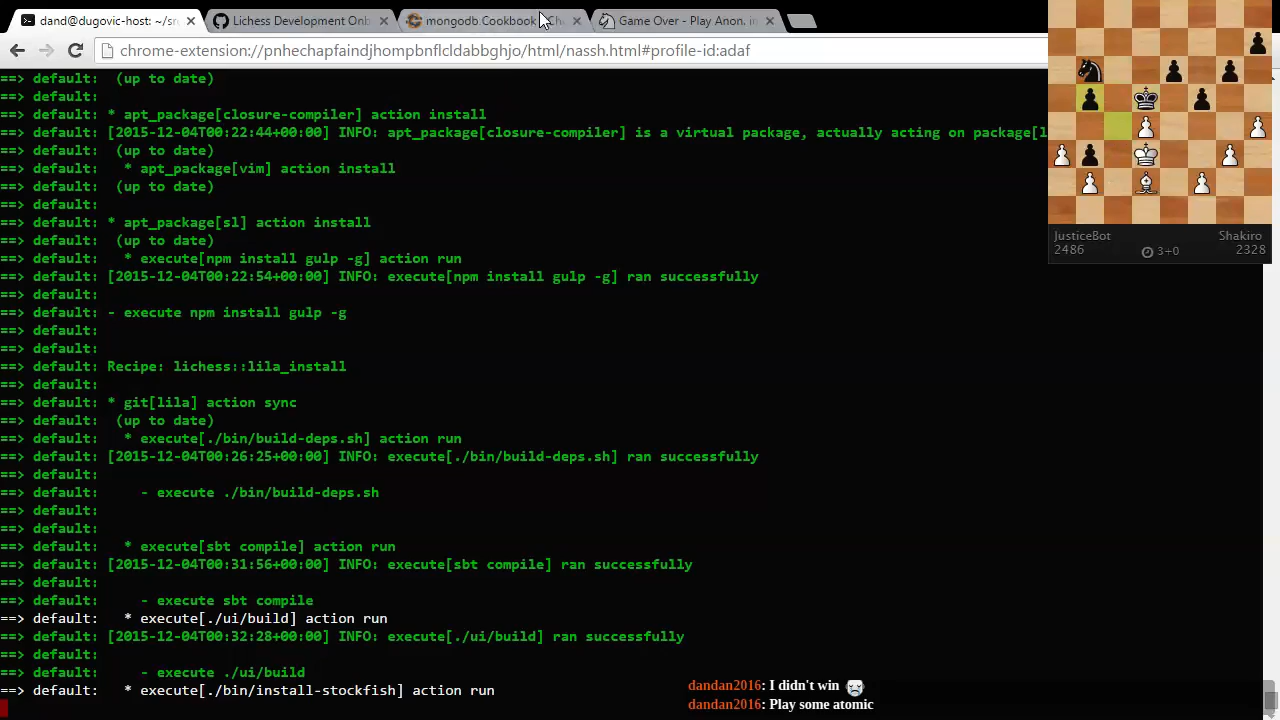 dand@dugovic-host: ~/sr
Lichess Development Onb
mongodb Cookbook - Che
Game Over - Play Anon. in
chrome-extension://pnhechapfaindjhompbnflcldabbghjo/html/nassh.html#profile-id:adaf
==> default:  (up to date)
==> default:
==> default: * apt_package[closure-compiler] action install
==> default: [2015-12-04T00:22:44+00:00] INFO: apt_package[closure-compiler] is a virtual package, actually acting on package[l
==> default:  (up to date)
==> default:   * apt_package[vim] action install
==> default:  (up to date)
==> default:
==> default: * apt_package[sl] action install
==> default:  (up to date)
==> default:   * execute[npm install gulp -g] action run
==> default: [2015-12-04T00:22:54+00:00] INFO: execute[npm install gulp -g] ran successfully
==> default:
==> default: - execute npm install gulp -g
==> default:
==> default:
==> default: Recipe: lichess::lila_install
==> default:
==> default: * git[lila] action sync
==> default:  (up to date)
==> default:   * execute[./bin/build-deps.sh] action run
==> default: [2015-12-04T00:26:25+00:00] INFO: execute[./bin/build-deps.sh] ran successfully
==> default:
==> default:     - execute ./bin/build-deps.sh
==> default:
==> default:
==> default:   * execute[sbt compile] action run
==> default: [2015-12-04T00:31:56+00:00] INFO: execute[sbt compile] ran successfully
==> default:
==> default:     - execute sbt compile
==> default:   * execute[./ui/build] action run
==> default: [2015-12-04T00:32:28+00:00] INFO: execute[./ui/build] ran successfully
==> default:
==> default:     - execute ./ui/build
==> default:   * execute[./bin/install-stockfish] action run
JusticeBot
2486
3+0
Shakiro
2328
dandan2016: I didn't win
dandan2016: Play some atomic